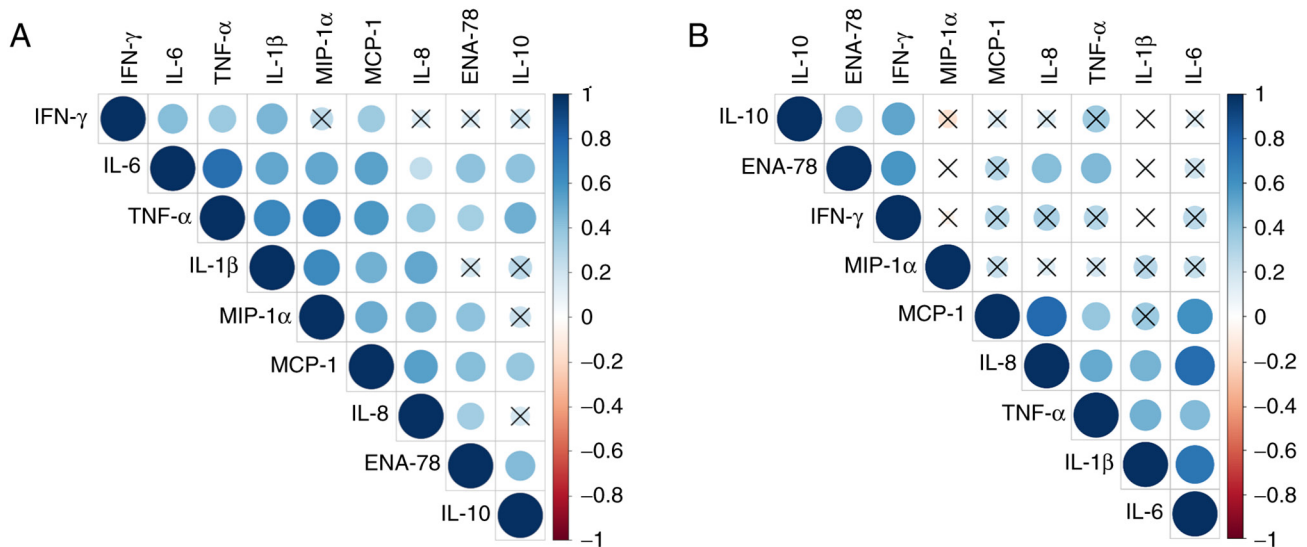 A
IFN-γ
IL-6
TNF-α
IL-1β
MIP-1α
MCP-1
IL-8
ENA-78
IL-10
IFN-γ
IL-6
TNF-α
IL-1β
MIP-1α
MCP-1
IL-8
ENA-78
IL-10
1
0.8
0.6
0.4
0.2
0
−0.2
−0.4
−0.6
−0.8
−1
B
IL-10
ENA-78
IFN-γ
MIP-1α
MCP-1
IL-8
TNF-α
IL-1β
IL-6
IL-10
ENA-78
IFN-γ
MIP-1α
MCP-1
IL-8
TNF-α
IL-1β
IL-6
1
0.8
0.6
0.4
0.2
0
−0.2
−0.4
−0.6
−0.8
−1